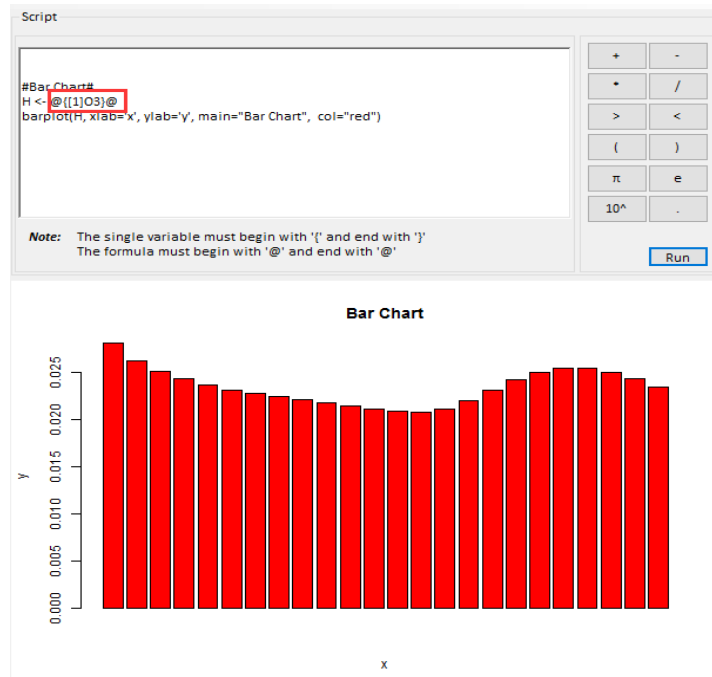 Script
#Bar Chart#
H <- @{[1]O3}@
barplot(H, xlab='x', ylab='y', main="Bar Chart",  col="red")
+ -
* /
> <
( )
π e
10^ .
Note: The single variable must begin with '{' and end with '}'
The formula must begin with '@' and end with '@'
Run
Bar Chart
0.025
0.020
0.015
0.010
0.005
0.000
y
x